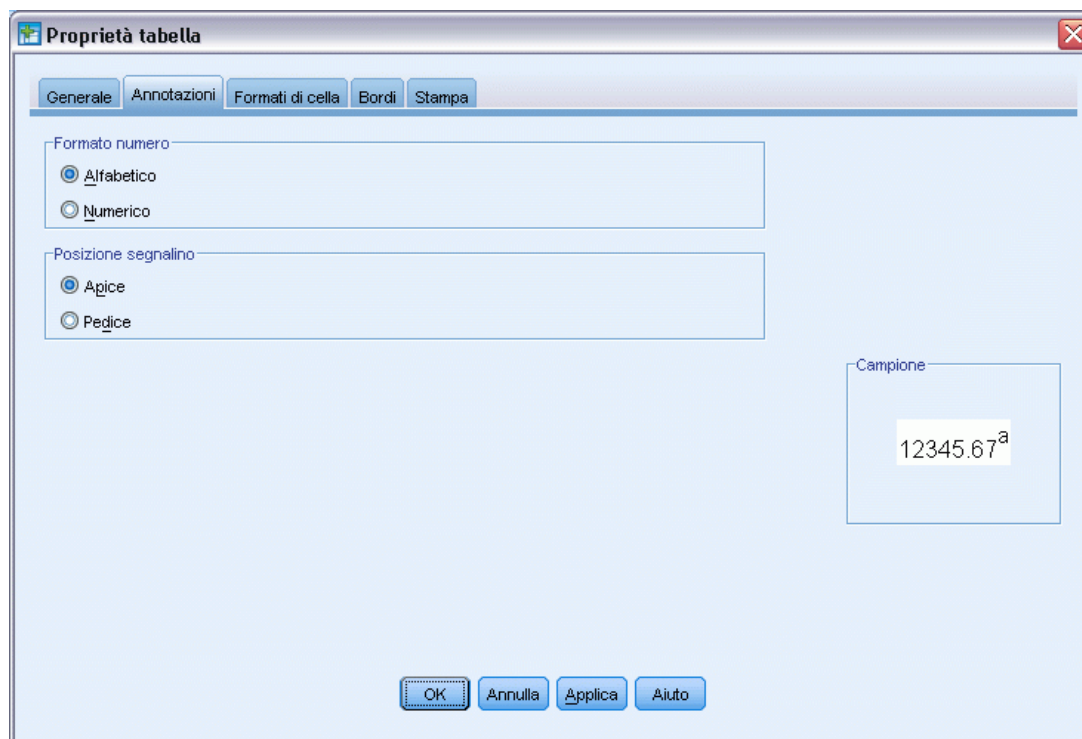 Proprietà tabella
Generale Annotazioni Formati di cella Bordi Stampa
Formato numero
Alfabetico
Numerico
Posizione segnalino
Apice
Pedice
Campione
12345.67a
OK Annulla Applica Aiuto